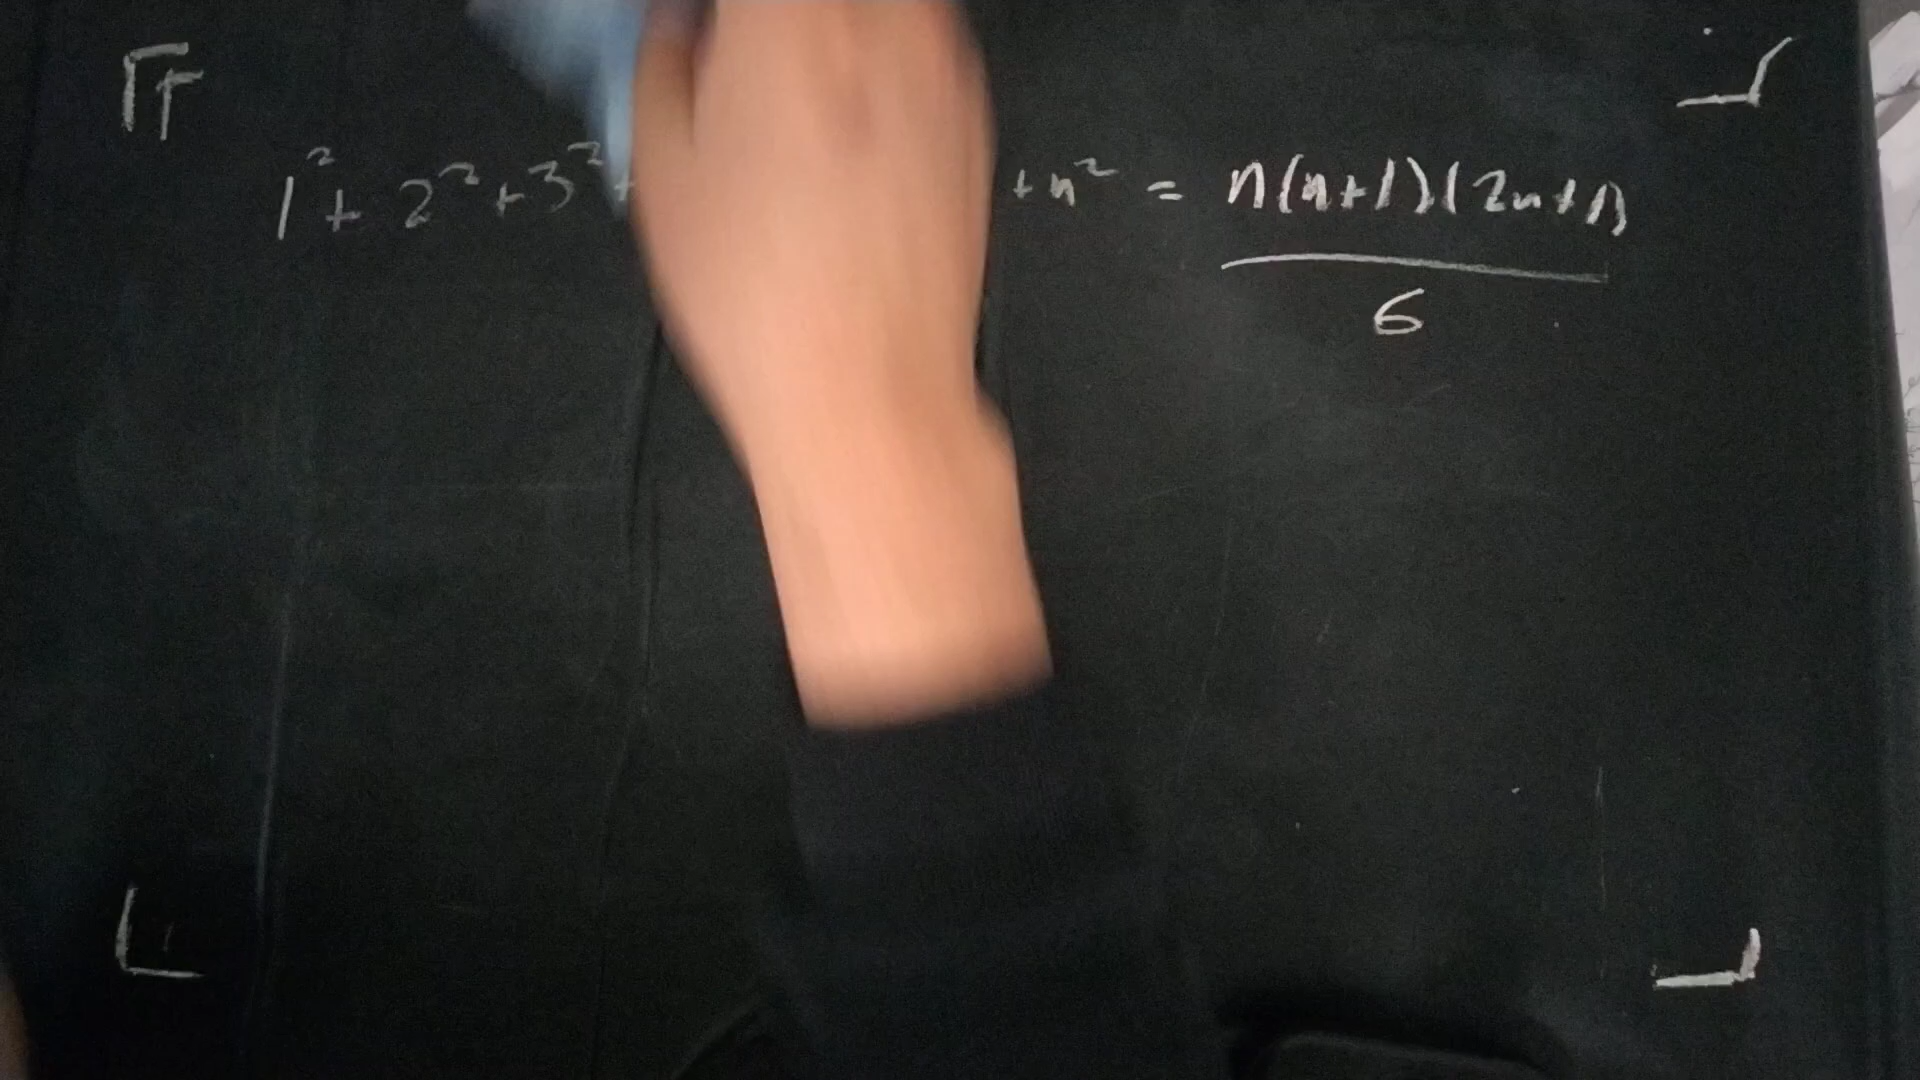 1² + 2² + 3² + + n² = n(n+1)(2n+1)
6